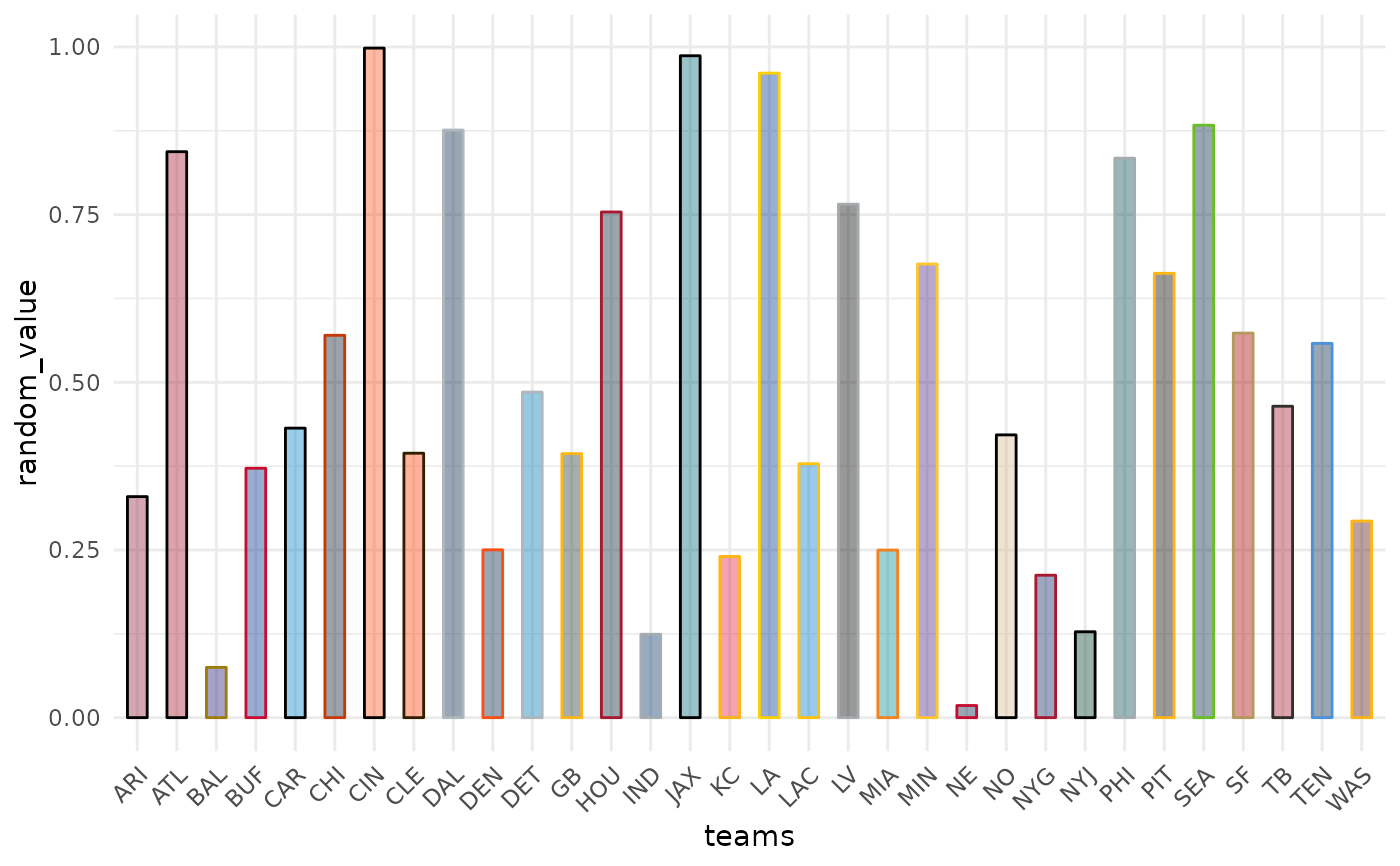 1.00
0.75
0.50
0.25
0.00
random_value
ARI ATL BAL BUF CAR CHI CIN CLE DAL DEN DET GB HOU IND JAX KC LA LAC LV MIA MIN NE NO NYG NYJ PHI PIT SEA SF TB TEN WAS
teams